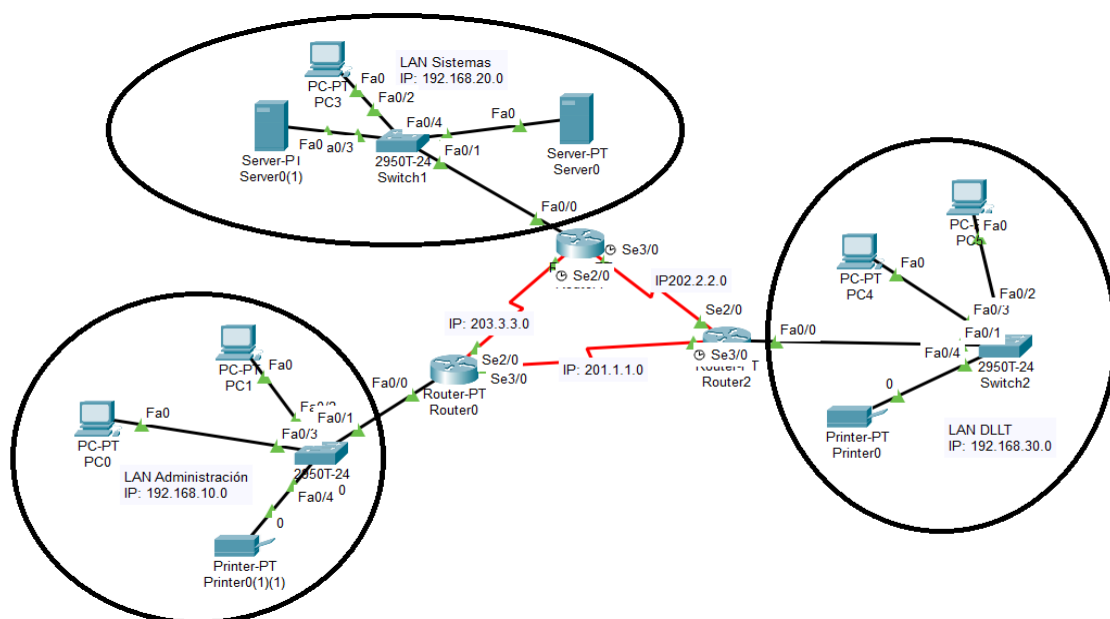 LAN Sistemas
IP: 192.168.20.0
Fa0
PC-PT
PC3
Fa0/2
Fa0/4
Fa0
Fa0
a0/3
Fa0/1
Server0(1)
2950T-24
Switch1
Server-PT
Server0
Fa0/0
Se3/0
Se2/0
IP202.2.2.0
Se2/0
IP: 203.3.3.0
Se2/0
Se3/0
IP: 201.1.1.0
Se3/0
Router2
Fa0/0
Router-PT
Router0
Fa0/0
Fa0
Fa0
PC-PT
PC4
Fa0/2
Fa0/3
Fa0/1
Fa0/4
2950T-24
Switch2
0
Printer-PT
Printer0
LAN DLLT
IP: 192.168.30.0
PC-PT
PC1
Fa0
Fa0
PC-PT
PC0
Fa0/1
Fa0/3
2950T-24
0
Fa0/4
LAN Administración
IP: 192.168.10.0
0
Printer-PT
Printer0(1)(1)